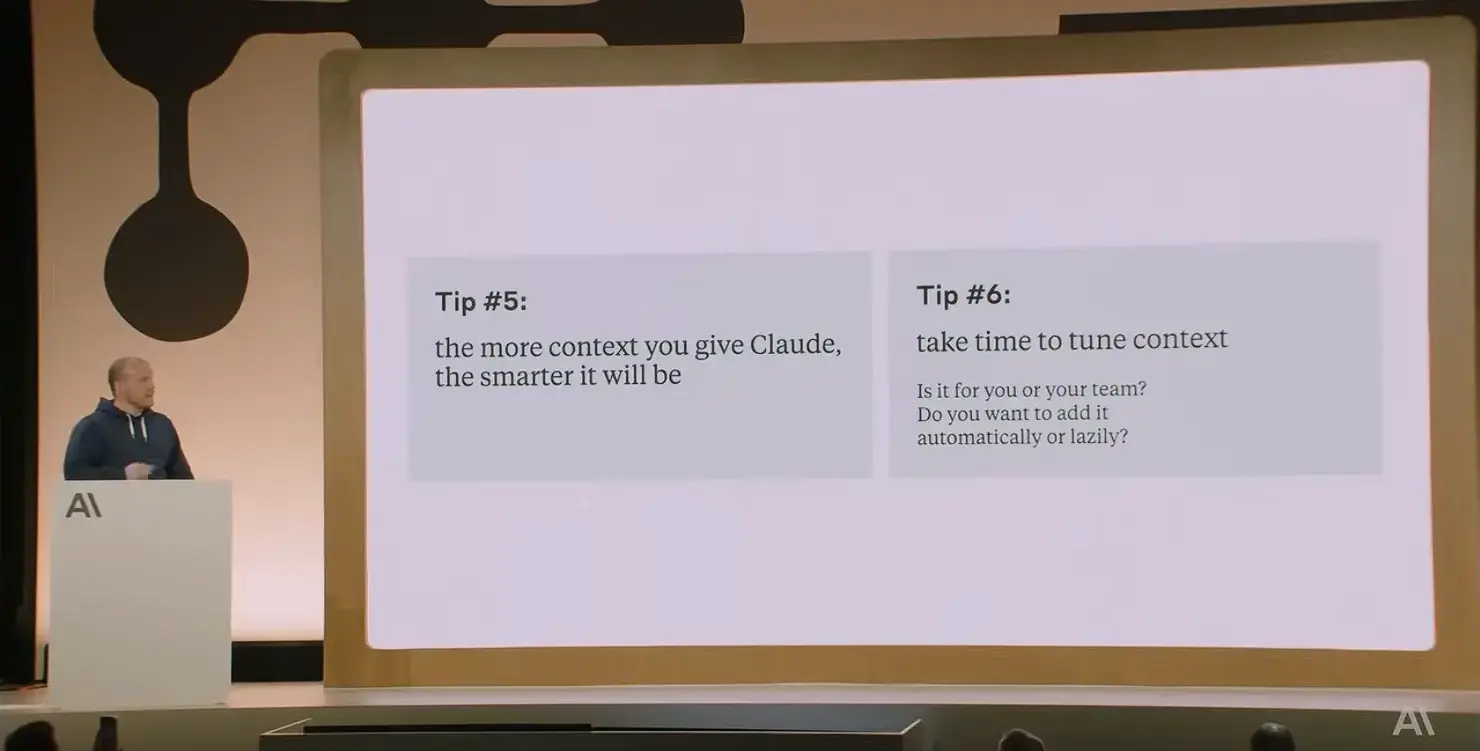 Tip #5:
the more context you give Claude,
the smarter it will be
Tip #6:
take time to tune context
Is it for you or your team?
Do you want to add it
automatically or lazily?
A\
A\